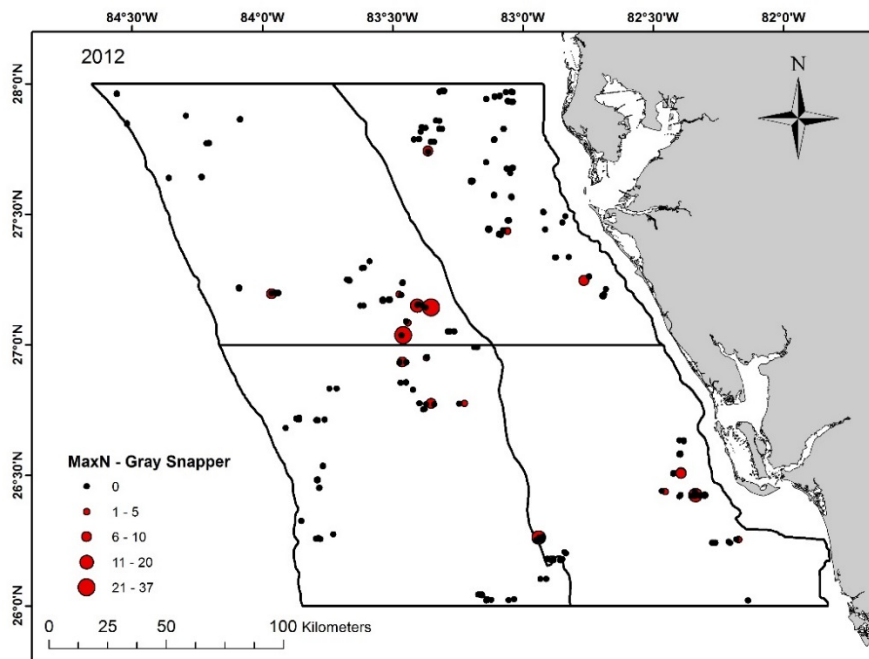 84°30'W 84°0'W 83°30'W 83°0'W 82°30'W 82°0'W
2012
N
28°0'N
27°30'N
27°0'N
26°30'N
26°0'N
MaxN - Gray Snapper
0
1 - 5
6 - 10
11 - 20
21 - 37
0 25 50 100 Kilometers